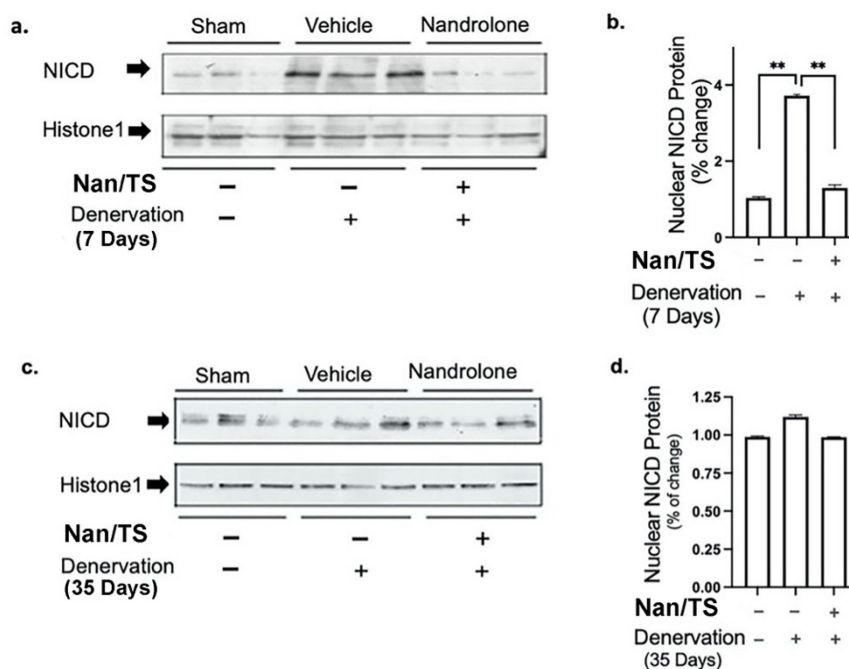 a.
Sham Vehicle Nandrolone
NICD
Histone1
Nan/TS − − +
Denervation − + +
(7 Days)
b.
** **
Nuclear NICD Protein
(% change)
4
2
0
Nan/TS − − +
Denervation − + +
(7 Days)
c.
Sham Vehicle Nandrolone
NICD
Histone1
Nan/TS − − +
Denervation − + +
(35 Days)
d.
Nuclear NICD Protein
(% of change)
1.25
1.00
0.75
0.50
0.25
0.00
Nan/TS − − +
Denervation − + +
(35 Days)